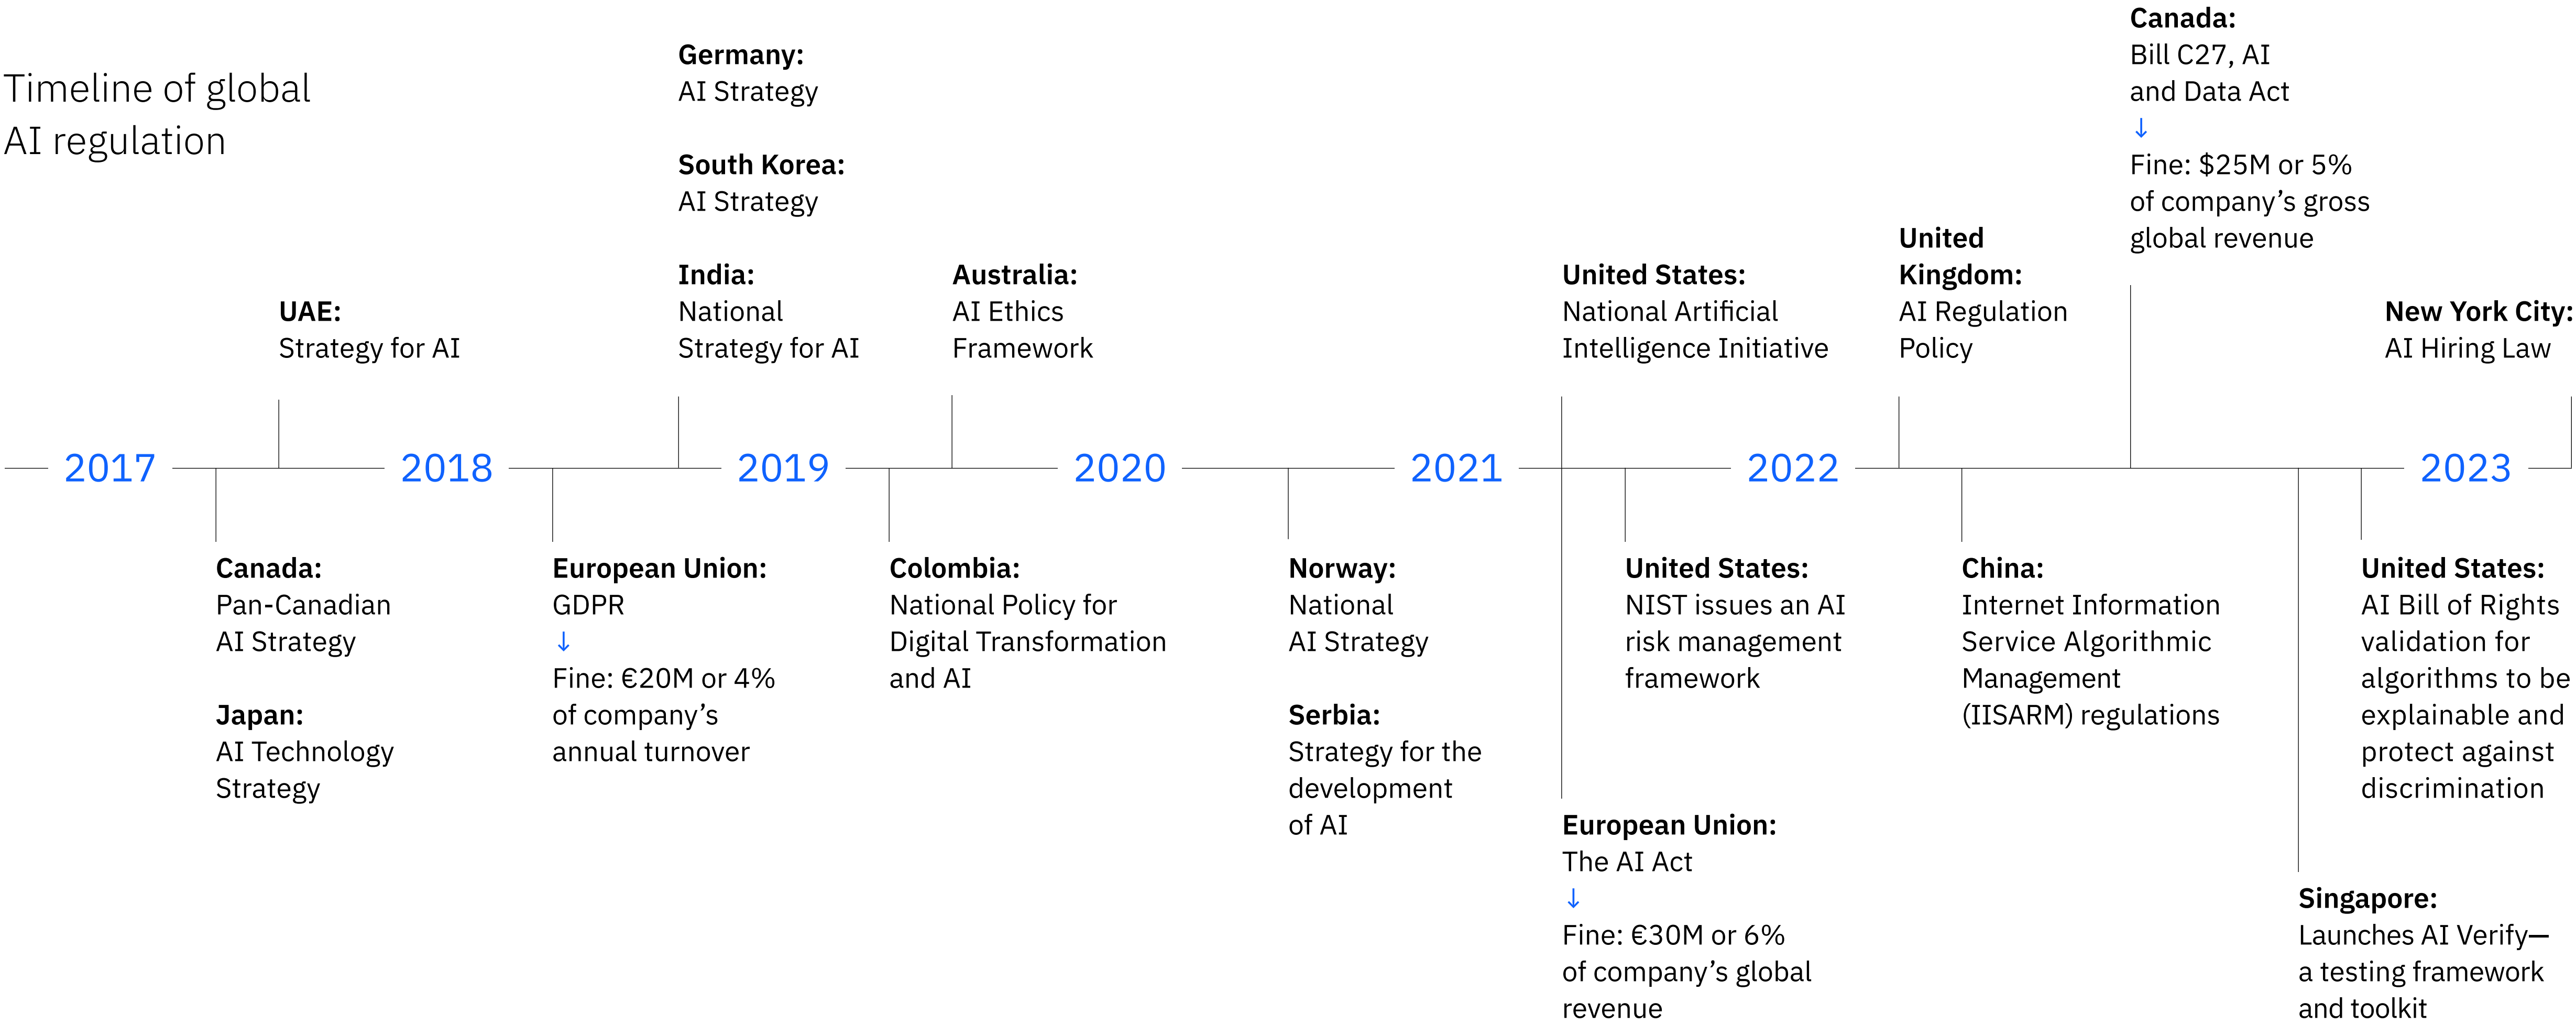 Timeline of global
AI regulation
2017
Canada:
Pan-Canadian
AI Strategy
Japan:
AI Technology
Strategy
UAE:
Strategy for AI
2018
European Union:
GDPR
↓
Fine: €20M or 4%
of company’s
annual turnover
Germany:
AI Strategy
South Korea:
AI Strategy
India:
National
Strategy for AI
2019
Colombia:
National Policy for
Digital Transformation
and AI
Australia:
AI Ethics
Framework
2020
Norway:
National
AI Strategy
Serbia:
Strategy for the
development
of AI
2021
United States:
National Artificial
Intelligence Initiative
European Union:
The AI Act
↓
Fine: €30M or 6%
of company’s global
revenue
United States:
NIST issues an AI
risk management
framework
2022
United
Kingdom:
AI Regulation
Policy
China:
Internet Information
Service Algorithmic
Management
(IISARM) regulations
Canada:
Bill C27, AI
and Data Act
↓
Fine: $25M or 5%
of company’s gross
global revenue
Singapore:
Launches AI Verify—
a testing framework
and toolkit
United States:
AI Bill of Rights
validation for
algorithms to be
explainable and
protect against
discrimination
2023
New York City:
AI Hiring Law